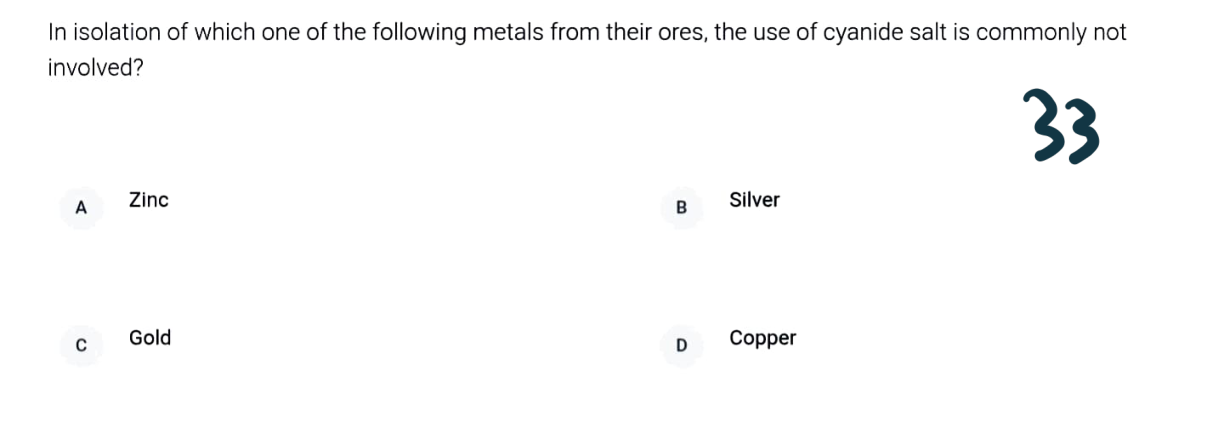 In isolation of which one of the following metals from their ores, the use of cyanide salt is commonly not
involved?
33
A Zinc
B Silver
C Gold
D Copper